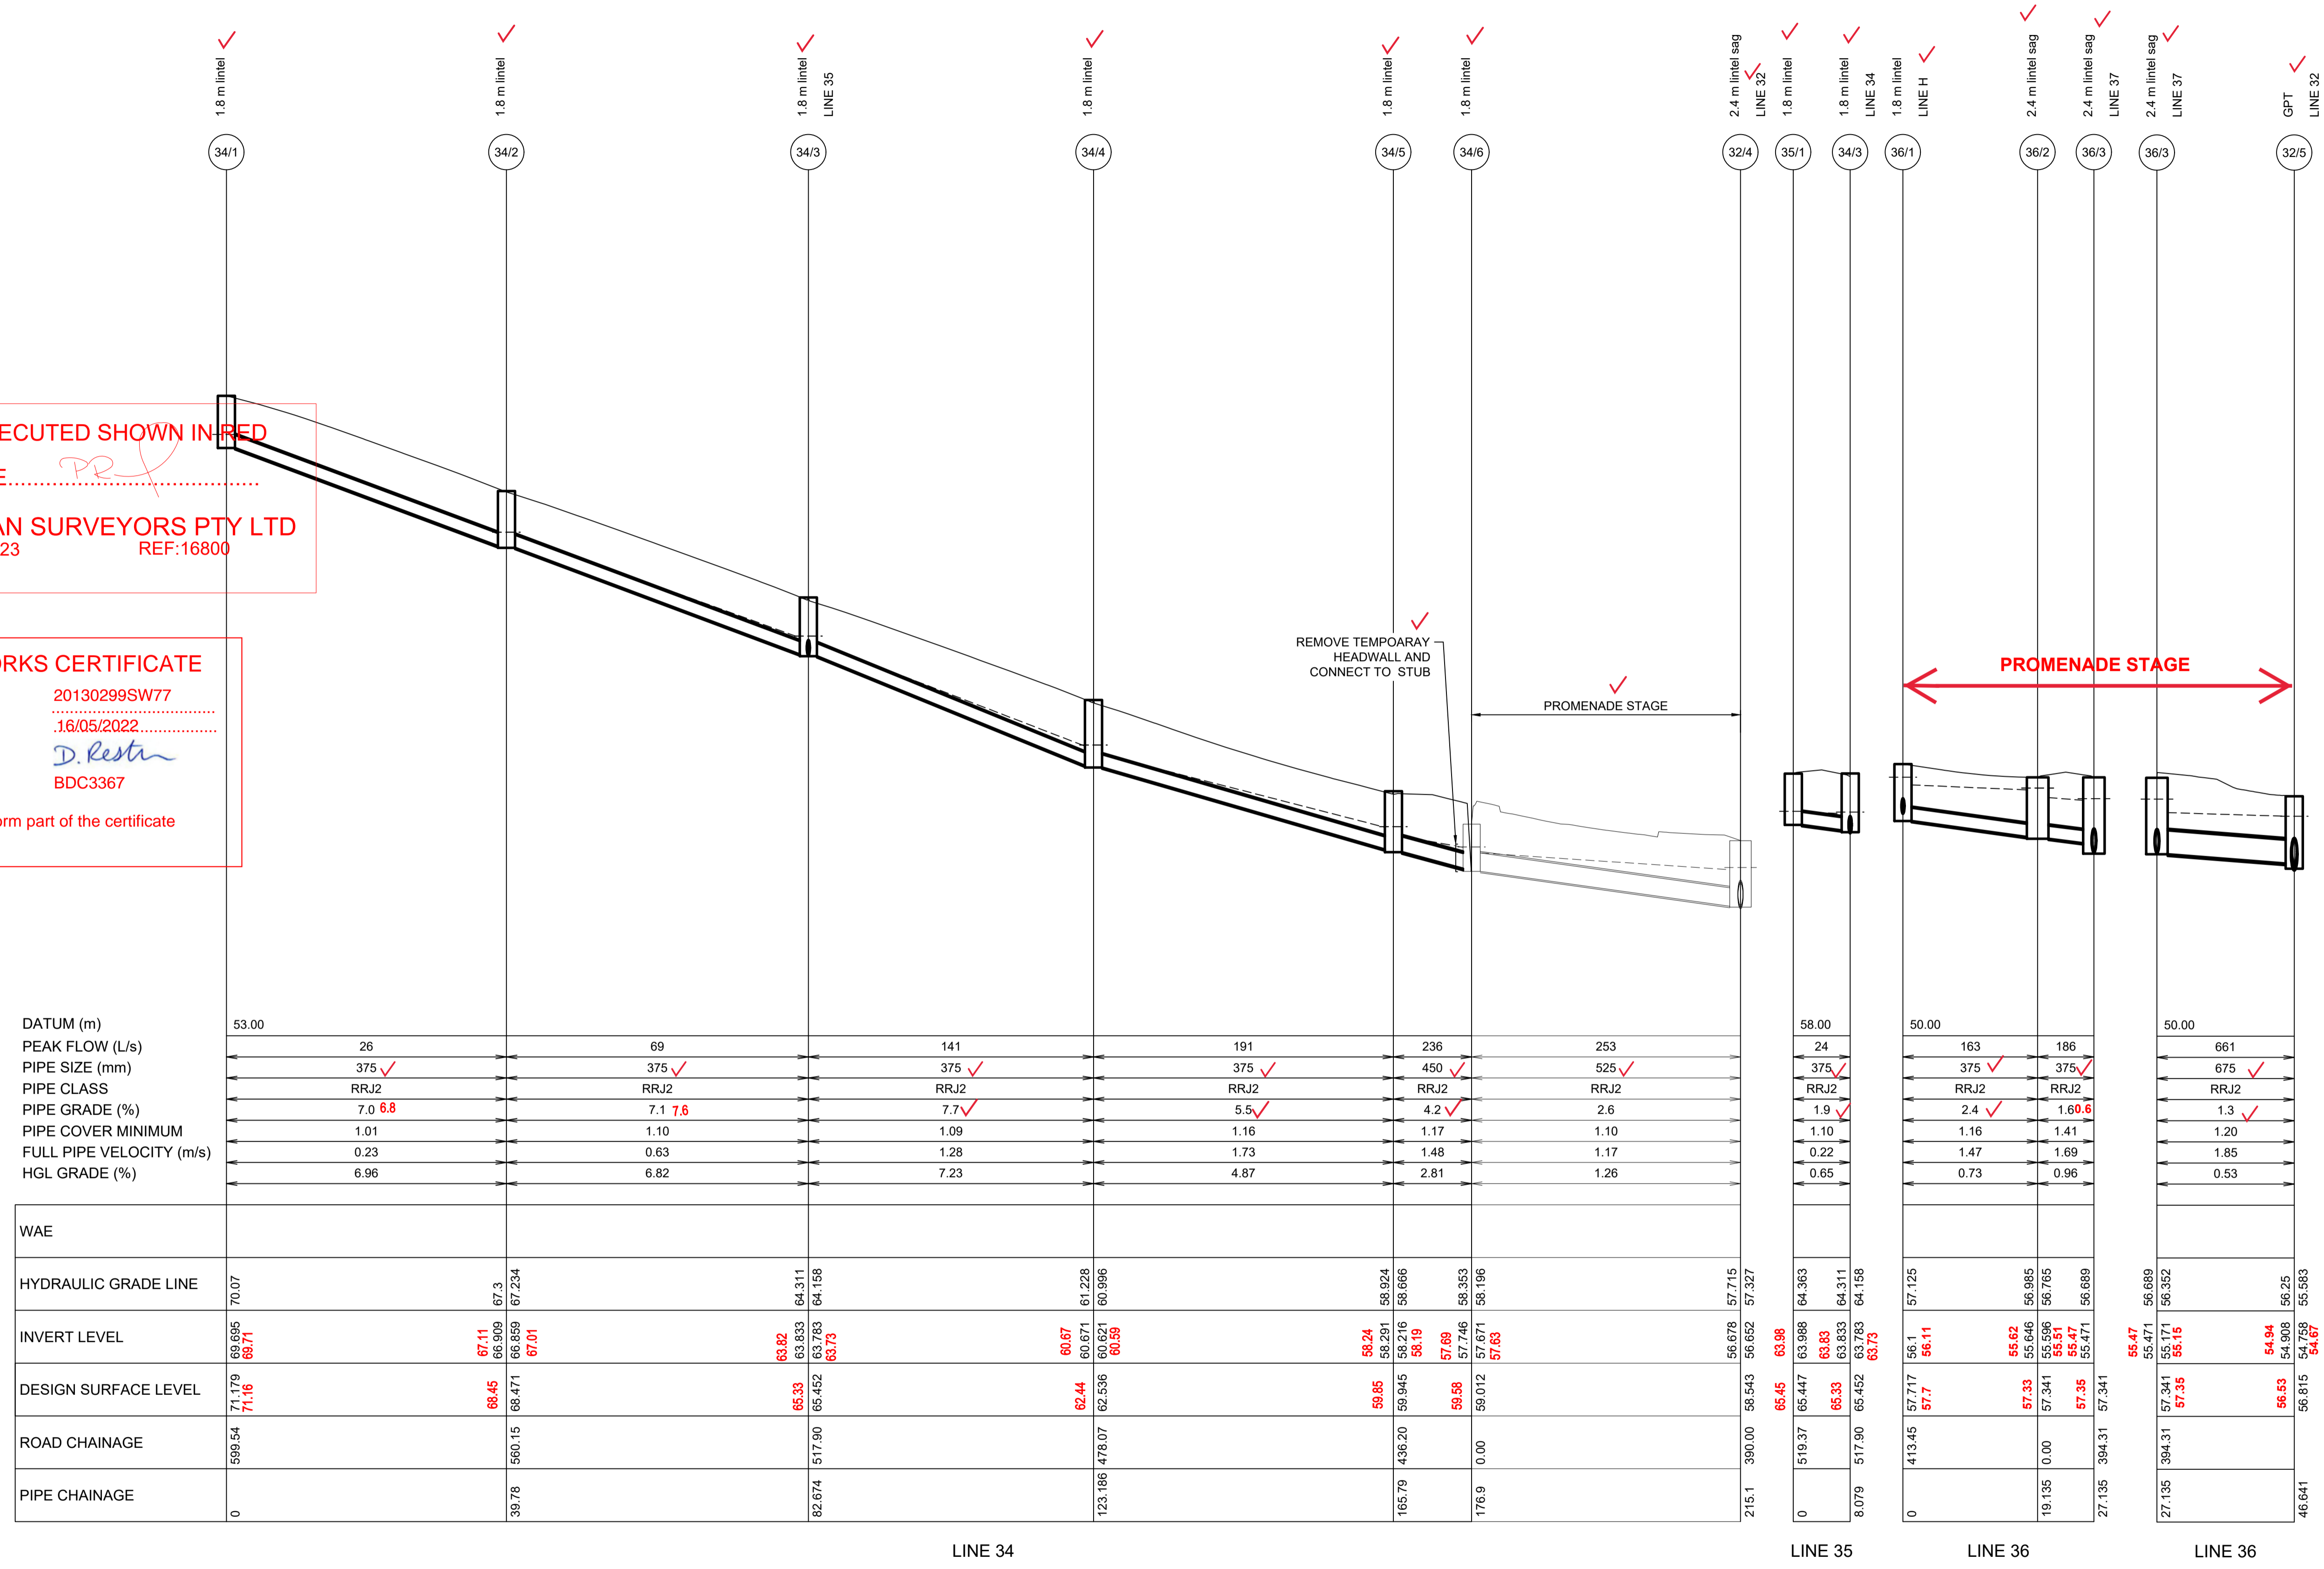 1.8 m lintel
1.8 m lintel
1.8 m lintel
LINE 35
1.8 m lintel
1.8 m lintel
1.8 m lintel
2.4 m lintel sag
LINE 32
1.8 m lintel
1.8 m lintel
LINE 34
1.8 m lintel
LINE H
2.4 m lintel sag
2.4 m lintel sag
LINE 37
2.4 m lintel sag
LINE 37
GPT
LINE 32
34/1 34/2 34/3 34/4 34/5 34/6 32/4 35/1 34/3 36/1 36/2 36/3 36/3 32/5
ECUTED SHOWN IN RED
E
PR
AN SURVEYORS PTY LTD
23 REF:16800
ORKS CERTIFICATE
20130299SW77
16/05/2022
D. Restn
BDC3367
orm part of the certificate
REMOVE TEMPOARAY
HEADWALL AND
CONNECT TO STUB
PROMENADE STAGE
PROMENADE STAGE
DATUM (m) 53.00 58.00 50.00 50.00
PEAK FLOW (L/s) 26 69 141 191 236 253 24 163 186 661
PIPE SIZE (mm) 375 375 375 375 450 525 375 375 375 675
PIPE CLASS RRJ2 RRJ2 RRJ2 RRJ2 RRJ2 RRJ2 RRJ2 RRJ2 RRJ2 RRJ2
PIPE GRADE (%) 7.0 6.8 7.1 7.6 7.7 5.5 4.2 2.6 1.9 2.4 1.6 0.6 1.3
PIPE COVER MINIMUM 1.01 1.10 1.09 1.16 1.17 1.10 1.10 1.16 1.41 1.20
FULL PIPE VELOCITY (m/s) 0.23 0.63 1.28 1.73 1.48 1.17 0.22 1.47 1.69 1.85
HGL GRADE (%) 6.96 6.82 7.23 4.87 2.81 1.26 0.65 0.73 0.96 0.53
WAE
HYDRAULIC GRADE LINE 70.07 67.3 67.234 64.311 64.158 61.228 60.996 58.924 58.666 58.353 58.196 57.715 57.327 64.363 64.311 64.158 57.125 56.985 56.765 56.689 56.689 56.352 56.25 55.583
INVERT LEVEL 69.695 69.71 67.11 66.909 66.859 67.01 63.82 63.833 63.783 63.73 60.67 60.671 60.621 60.59 58.24 58.291 58.216 58.19 57.69 57.746 57.671 57.63 56.678 56.652 63.98 63.988 63.83 63.833 63.783 63.73 56.1 56.11 55.62 55.646 55.596 55.51 55.47 55.471 55.47 55.471 55.171 55.15 54.94 54.908 54.758 54.67
DESIGN SURFACE LEVEL 71.179 71.16 68.45 68.471 65.33 65.452 62.44 62.536 59.85 59.945 59.58 59.012 58.543 65.45 65.447 65.33 65.452 57.717 57.7 57.33 57.341 57.35 57.341 57.341 57.35 56.53 56.815
ROAD CHAINAGE 599.54 560.15 517.90 478.07 436.20 0.00 390.00 519.37 517.90 413.45 0.00 394.31 394.31
PIPE CHAINAGE 0 39.78 82.674 123.186 165.79 176.9 215.1 0 8.079 0 19.135 27.135 27.135 46.641
LINE 34 LINE 35 LINE 36 LINE 36